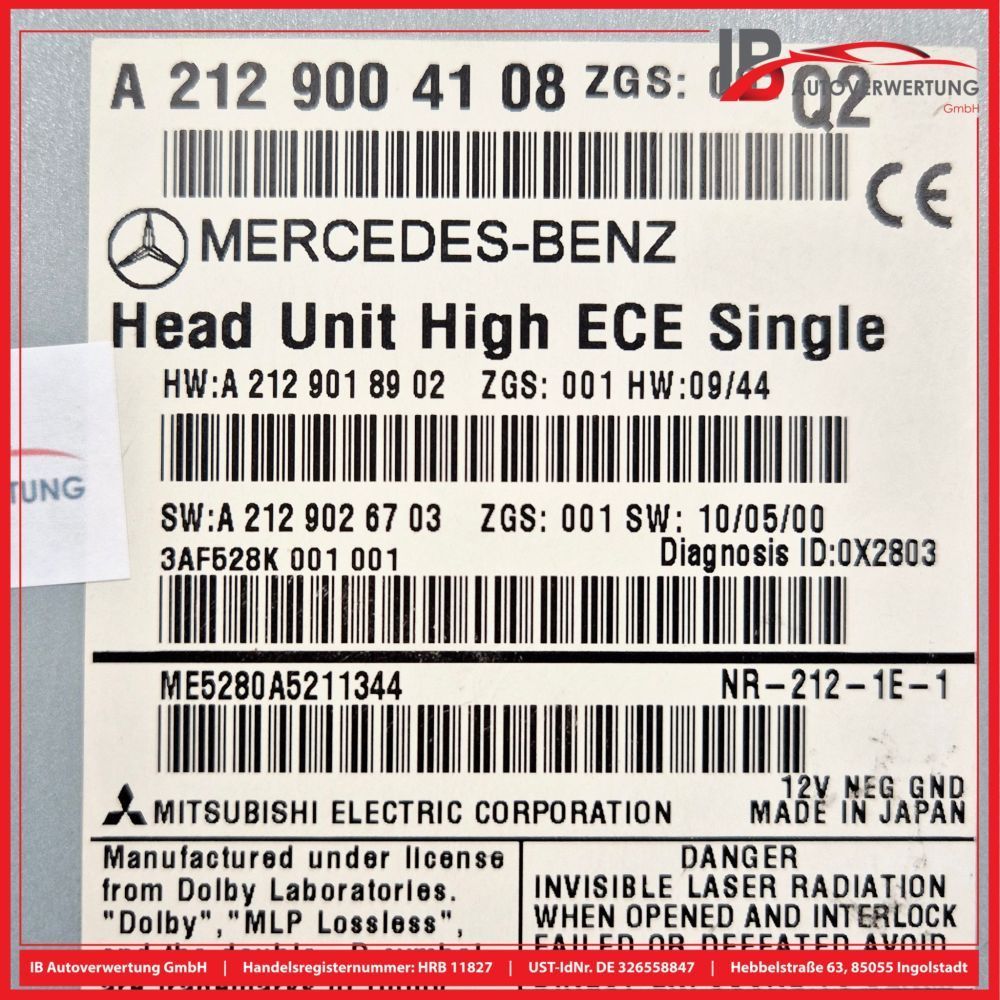 IB
AUTOVERWERTUNG
GmbH
A 212 900 41 08 ZGS: Q2
CE
MERCEDES-BENZ
Head Unit High ECE Single
HW:A 212 901 89 02 ZGS: 001 HW:09/44
TUNG
SW:A 212 902 67 03 ZGS: 001 SW: 10/05/00
3AF528K 001 001 Diagnosis ID:0X2803
ME5280A5211344 NR-212-1E-1
12V NEG GND
MITSUBISHI ELECTRIC CORPORATION MADE IN JAPAN
Manufactured under license
from Dolby Laboratories.
"Dolby","MLP Lossless",
DANGER
INVISIBLE LASER RADIATION
WHEN OPENED AND INTERLOCK
FAILED OR DEFEATED AVOID
IB Autoverwertung GmbH | Handelsregisternummer: HRB 11827 | UST-IdNr. DE 326558847 | Hebbelstraße 63, 85055 Ingolstadt